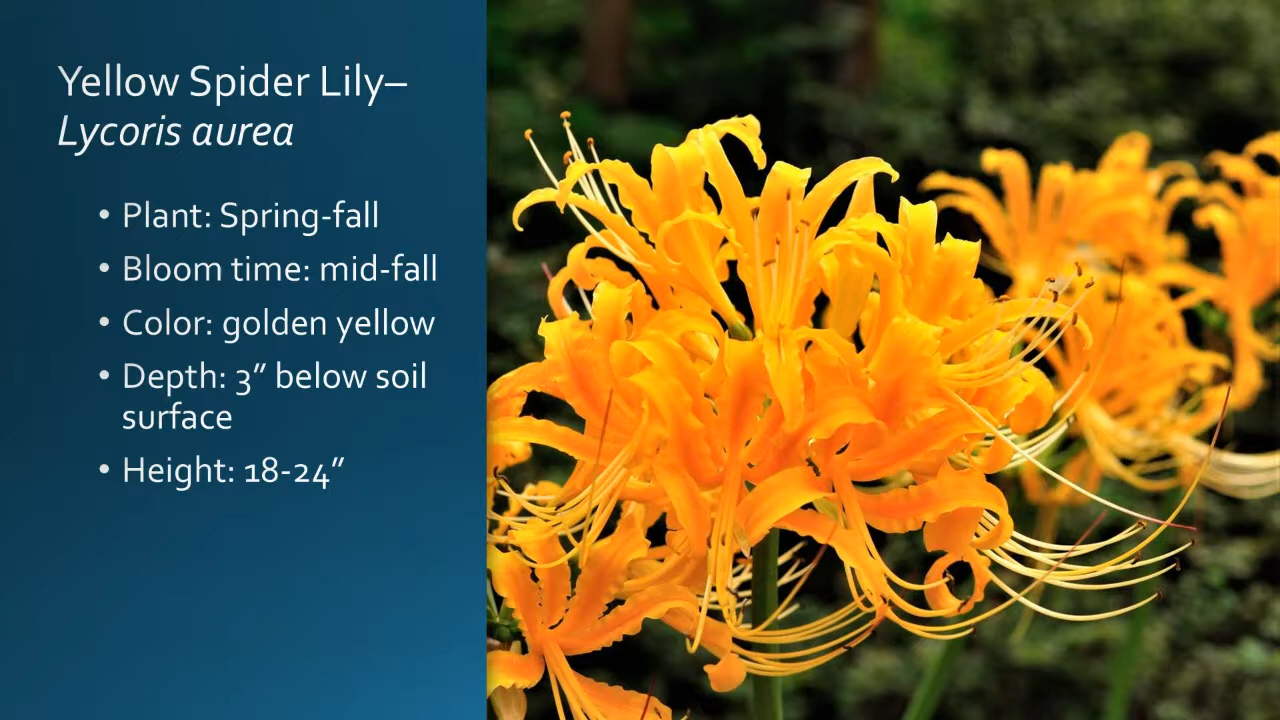 Yellow Spider Lily–
Lycoris aurea
• Plant: Spring-fall
• Bloom time: mid-fall
• Color: golden yellow
• Depth: 3” below soil
surface
• Height: 18-24”